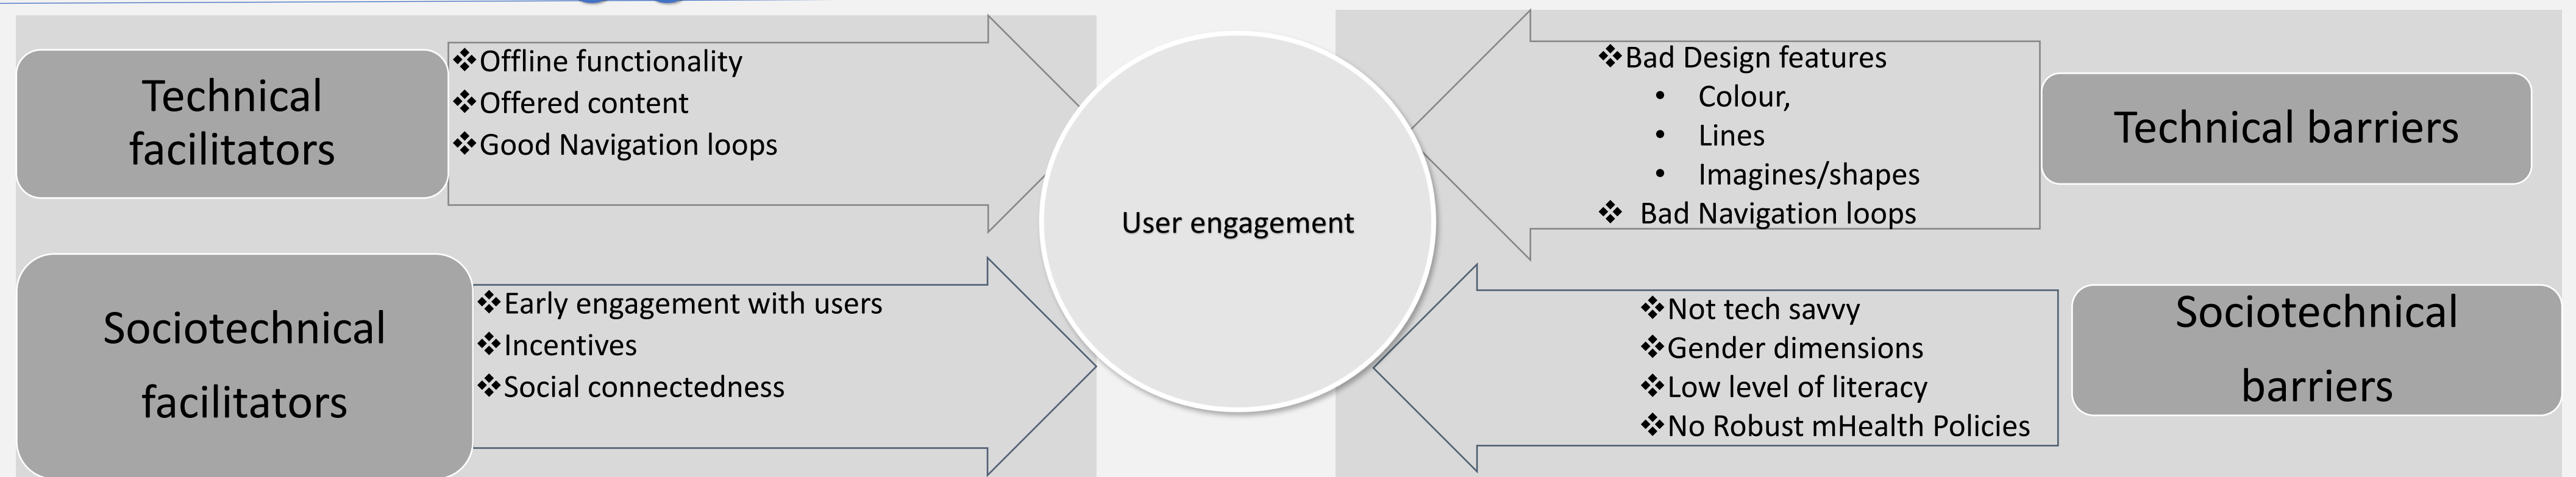 Technical
facilitators
❖Offline functionality
❖Offered content
❖Good Navigation loops
Sociotechnical
facilitators
❖Early engagement with users
❖Incentives
❖Social connectedness
User engagement
❖Bad Design features
• Colour,
• Lines
• Imagines/shapes
❖ Bad Navigation loops
Technical barriers
❖Not tech savvy
❖Gender dimensions
❖Low level of literacy
❖No Robust mHealth Policies
Sociotechnical
barriers